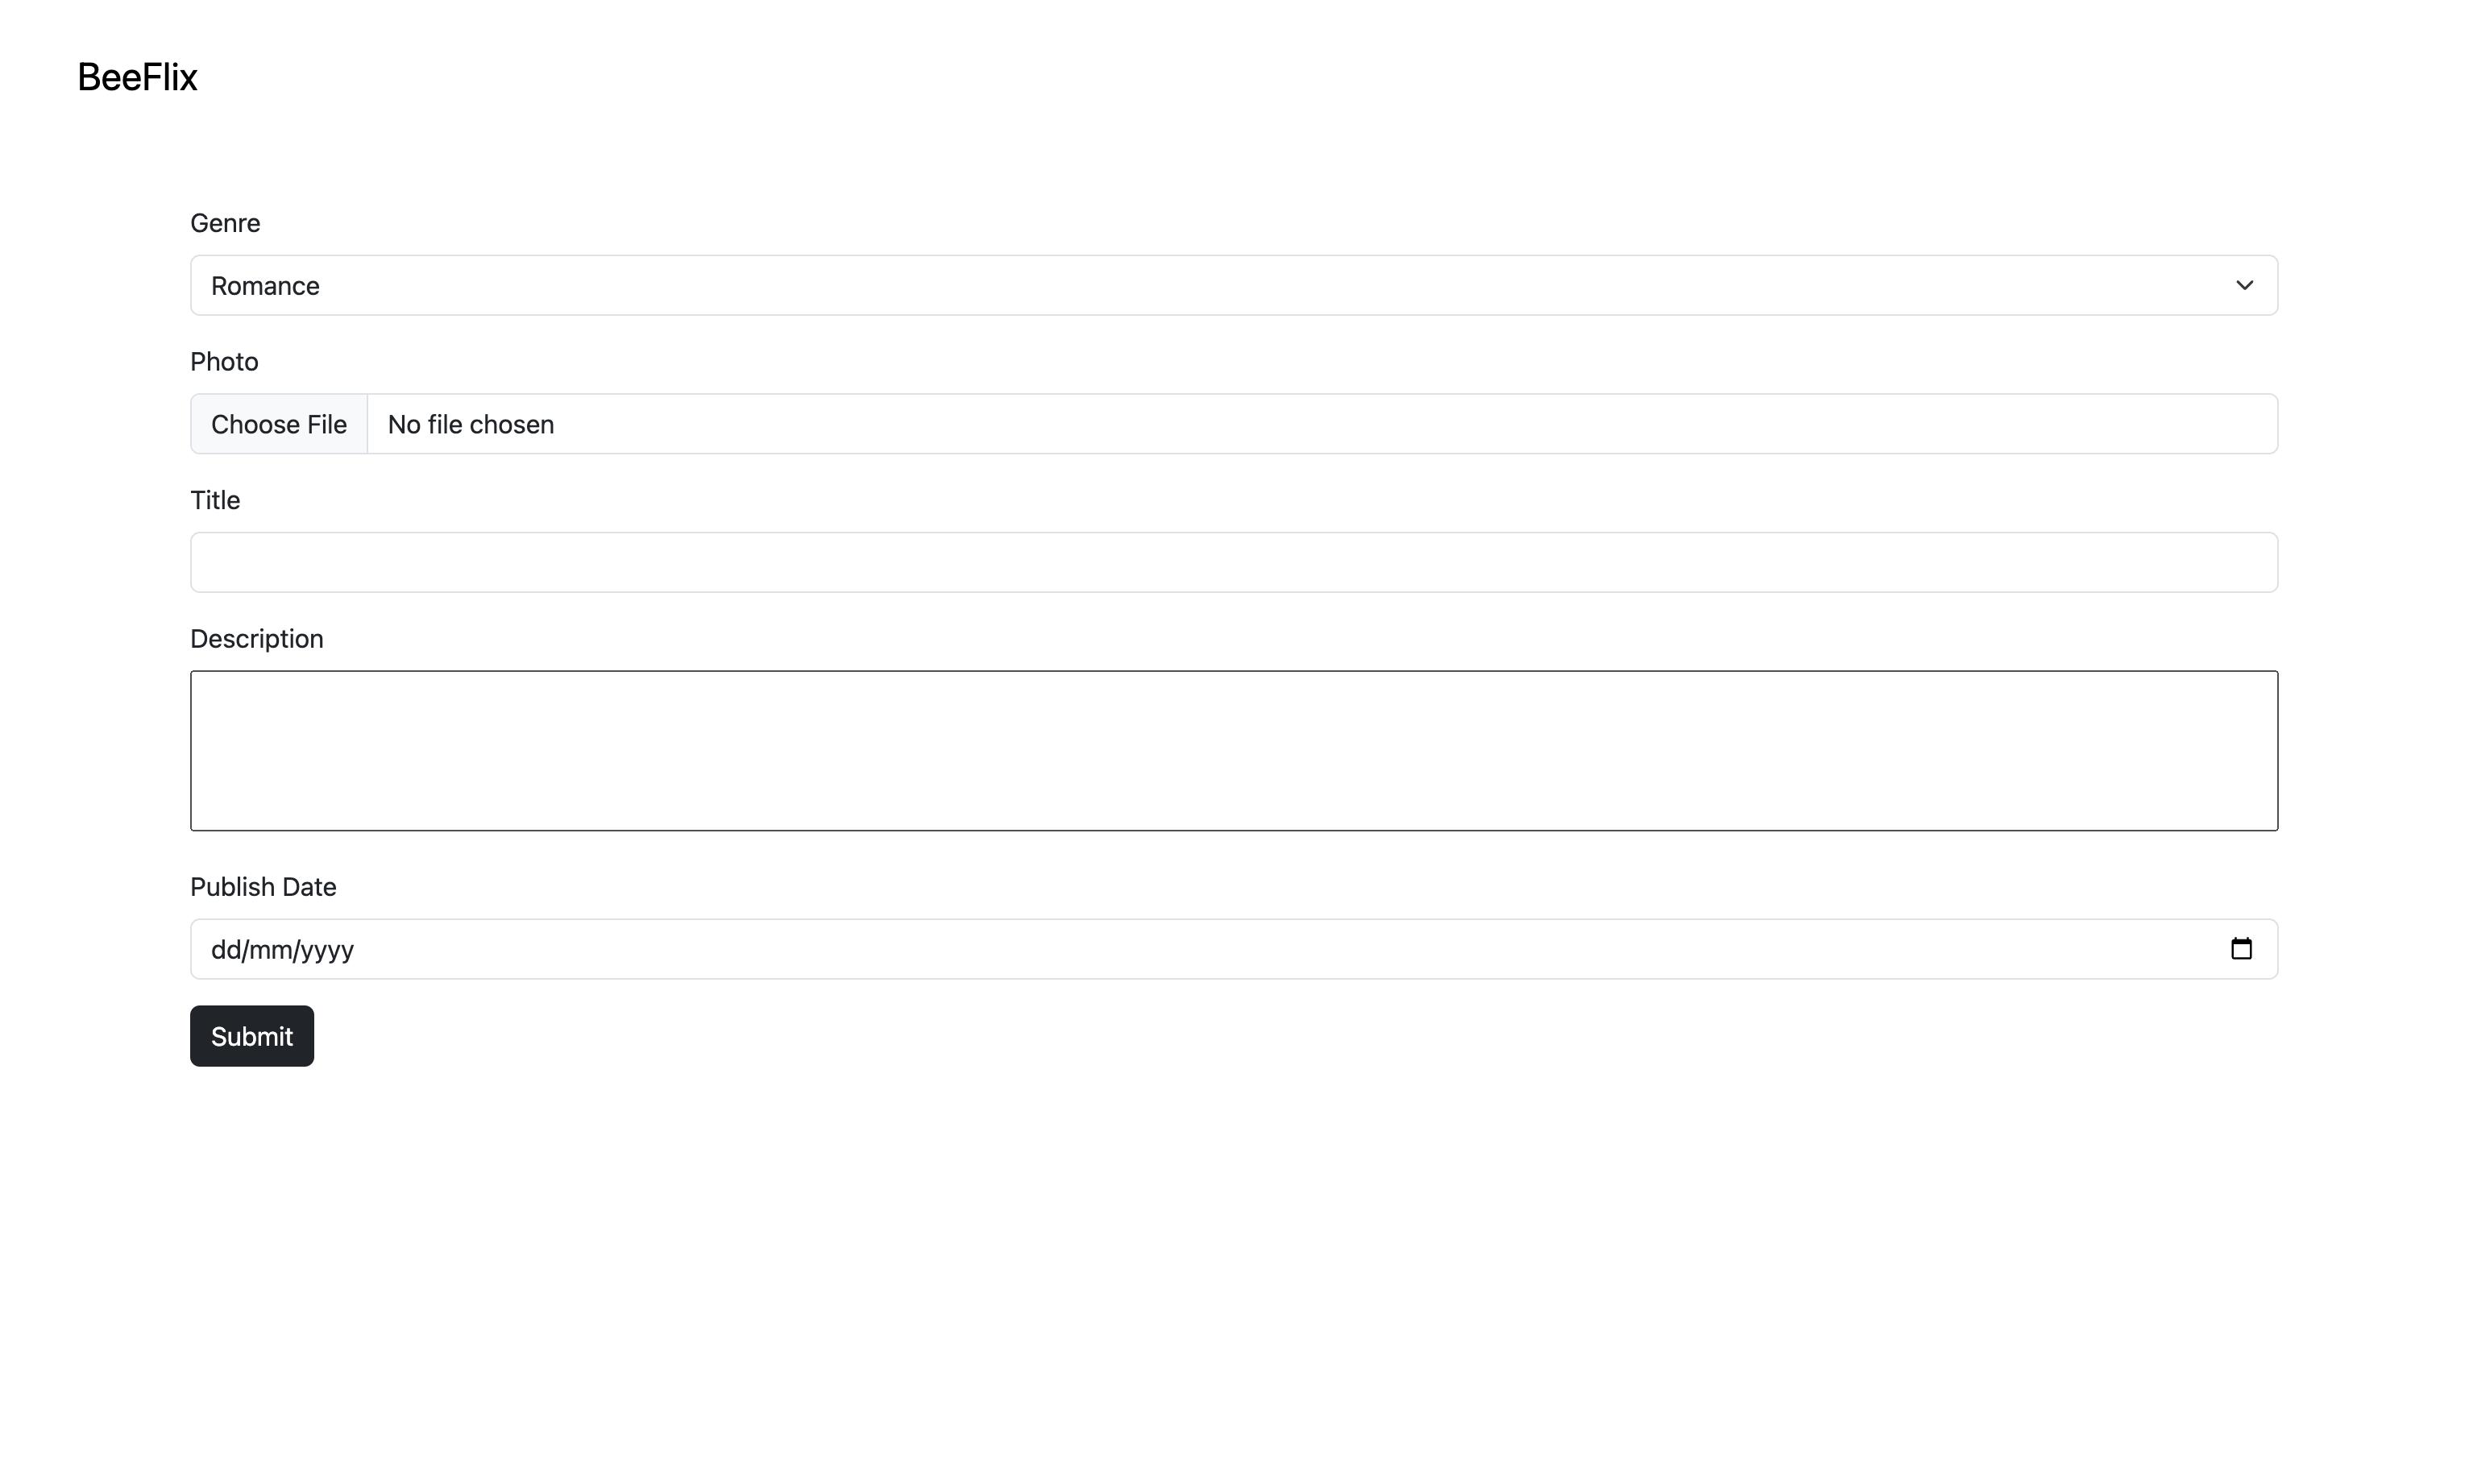 BeeFlix
Genre
Romance
Photo
Choose File No file chosen
Title
Description
Publish Date
dd/mm/yyyy
Submit